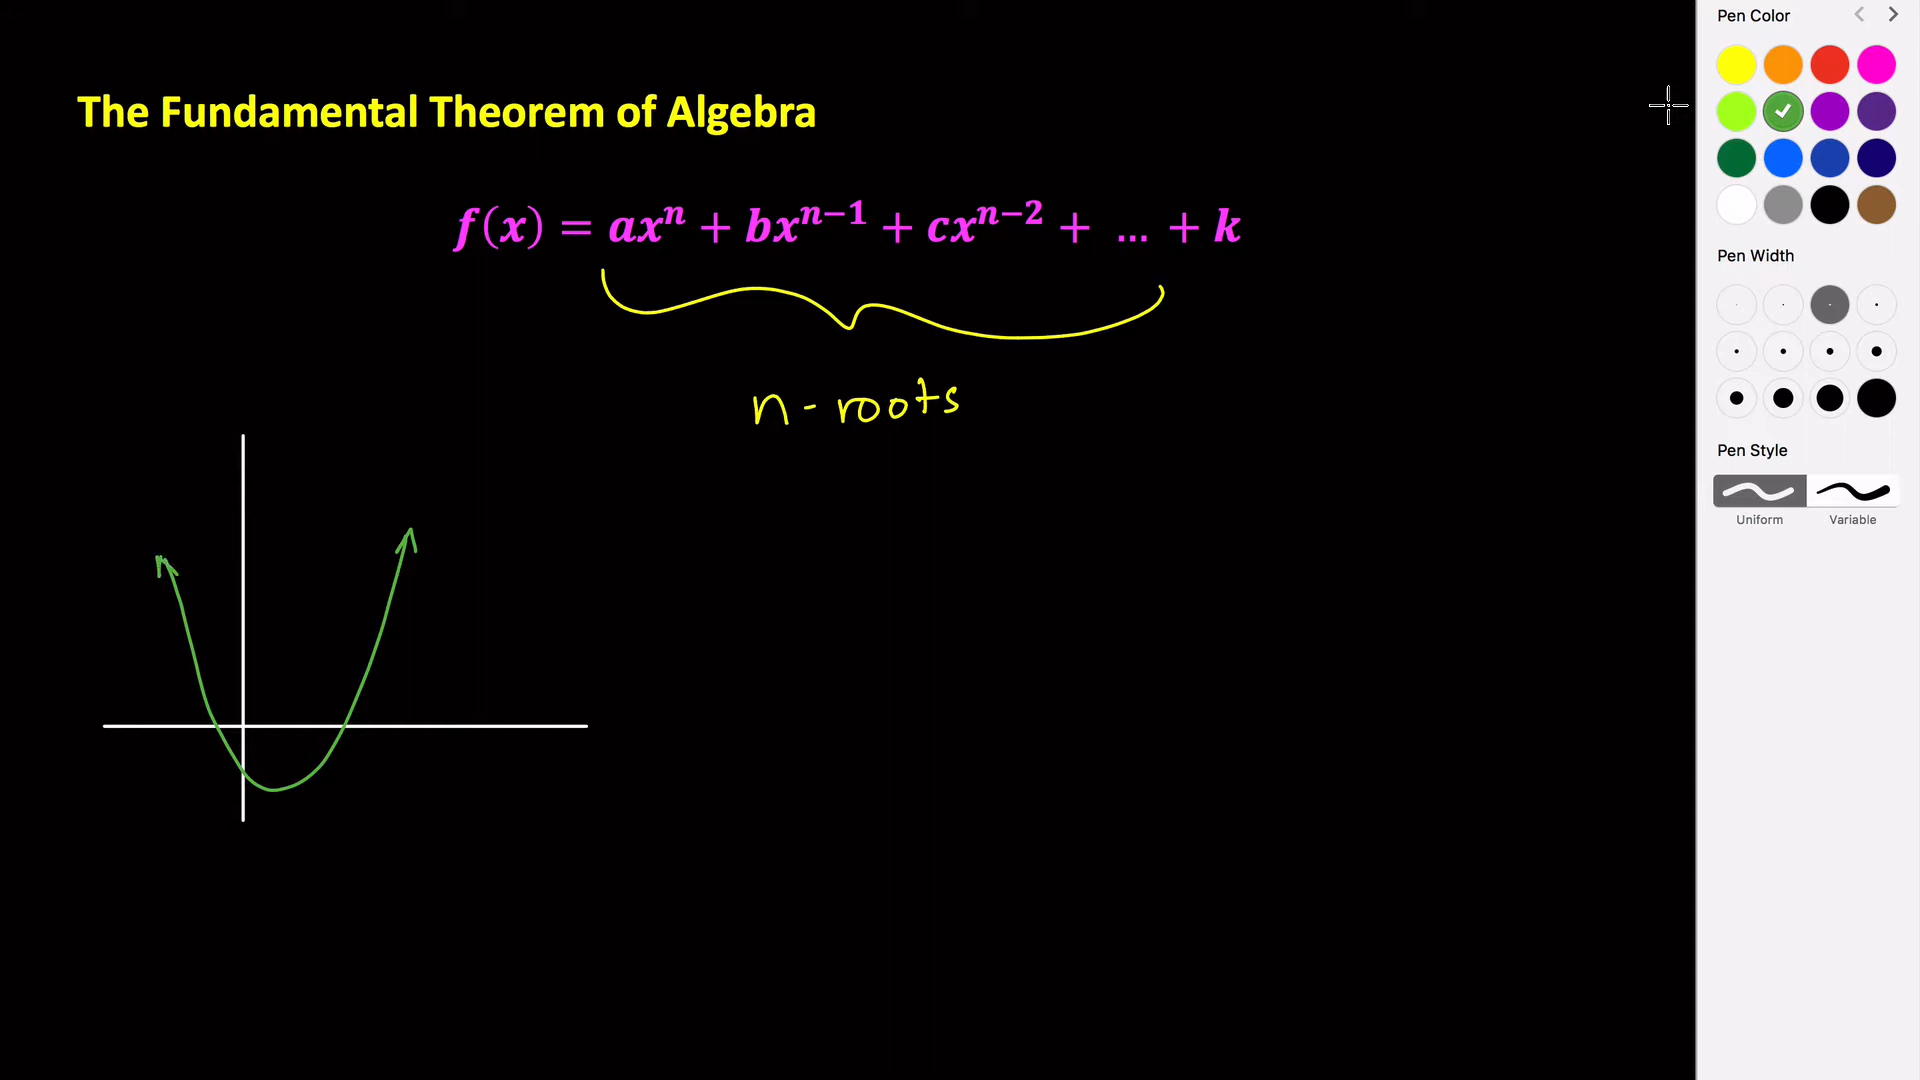 Pen Color
The Fundamental Theorem of Algebra
f(x) = axⁿ + bxⁿ⁻¹ + cxⁿ⁻² + ... + k
n - roots
Pen Width
Pen Style
Uniform
Variable